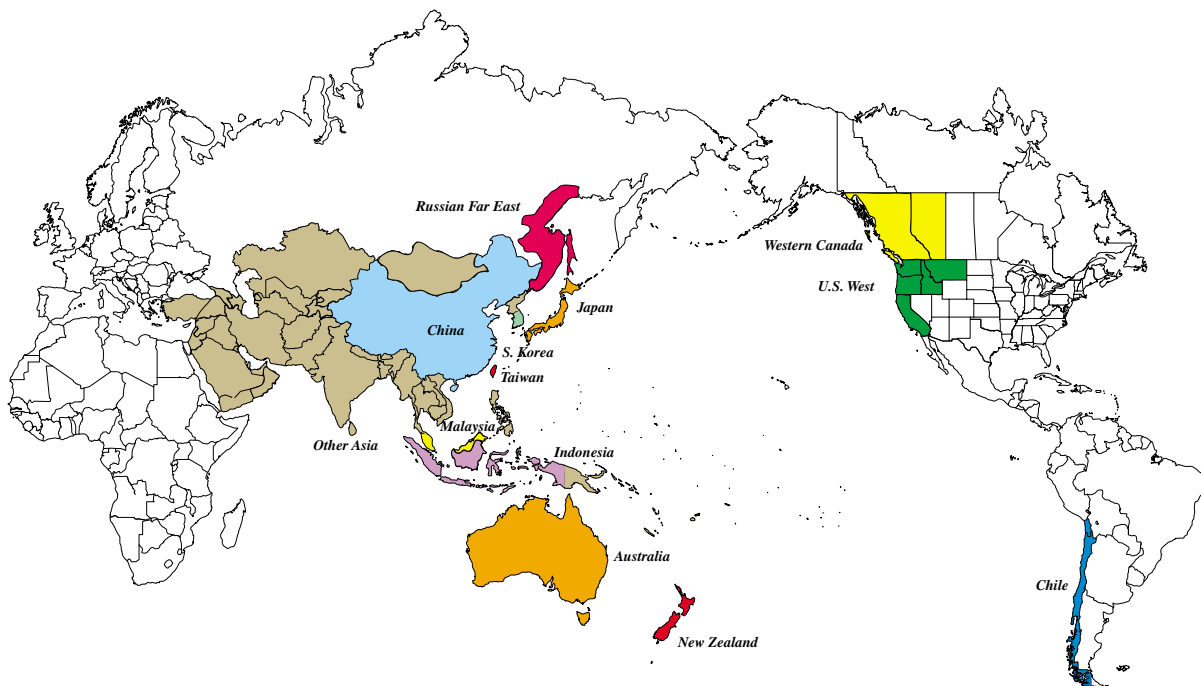 Russian Far East
Western Canada
U.S. West
Japan
China
S. Korea
Taiwan
Malaysia
Other Asia
Indonesia
Australia
Chile
New Zealand